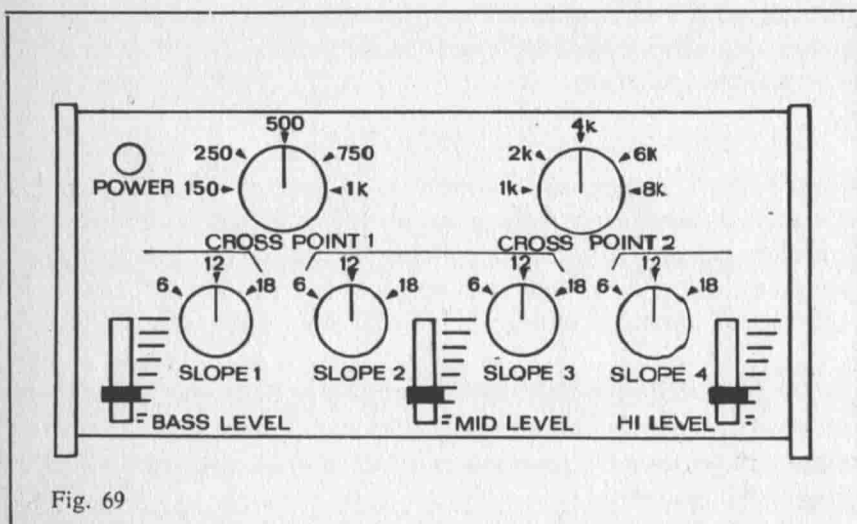 500
250 750
POWER 150 1K
CROSS POINT 1
4K
2K 6K
1K 8K
CROSS POINT 2
12 12 12 12
6 18 6 18 6 18 6 18
SLOPE 1 SLOPE 2 SLOPE 3 SLOPE 4
BASS LEVEL MID LEVEL HI LEVEL
Fig. 69